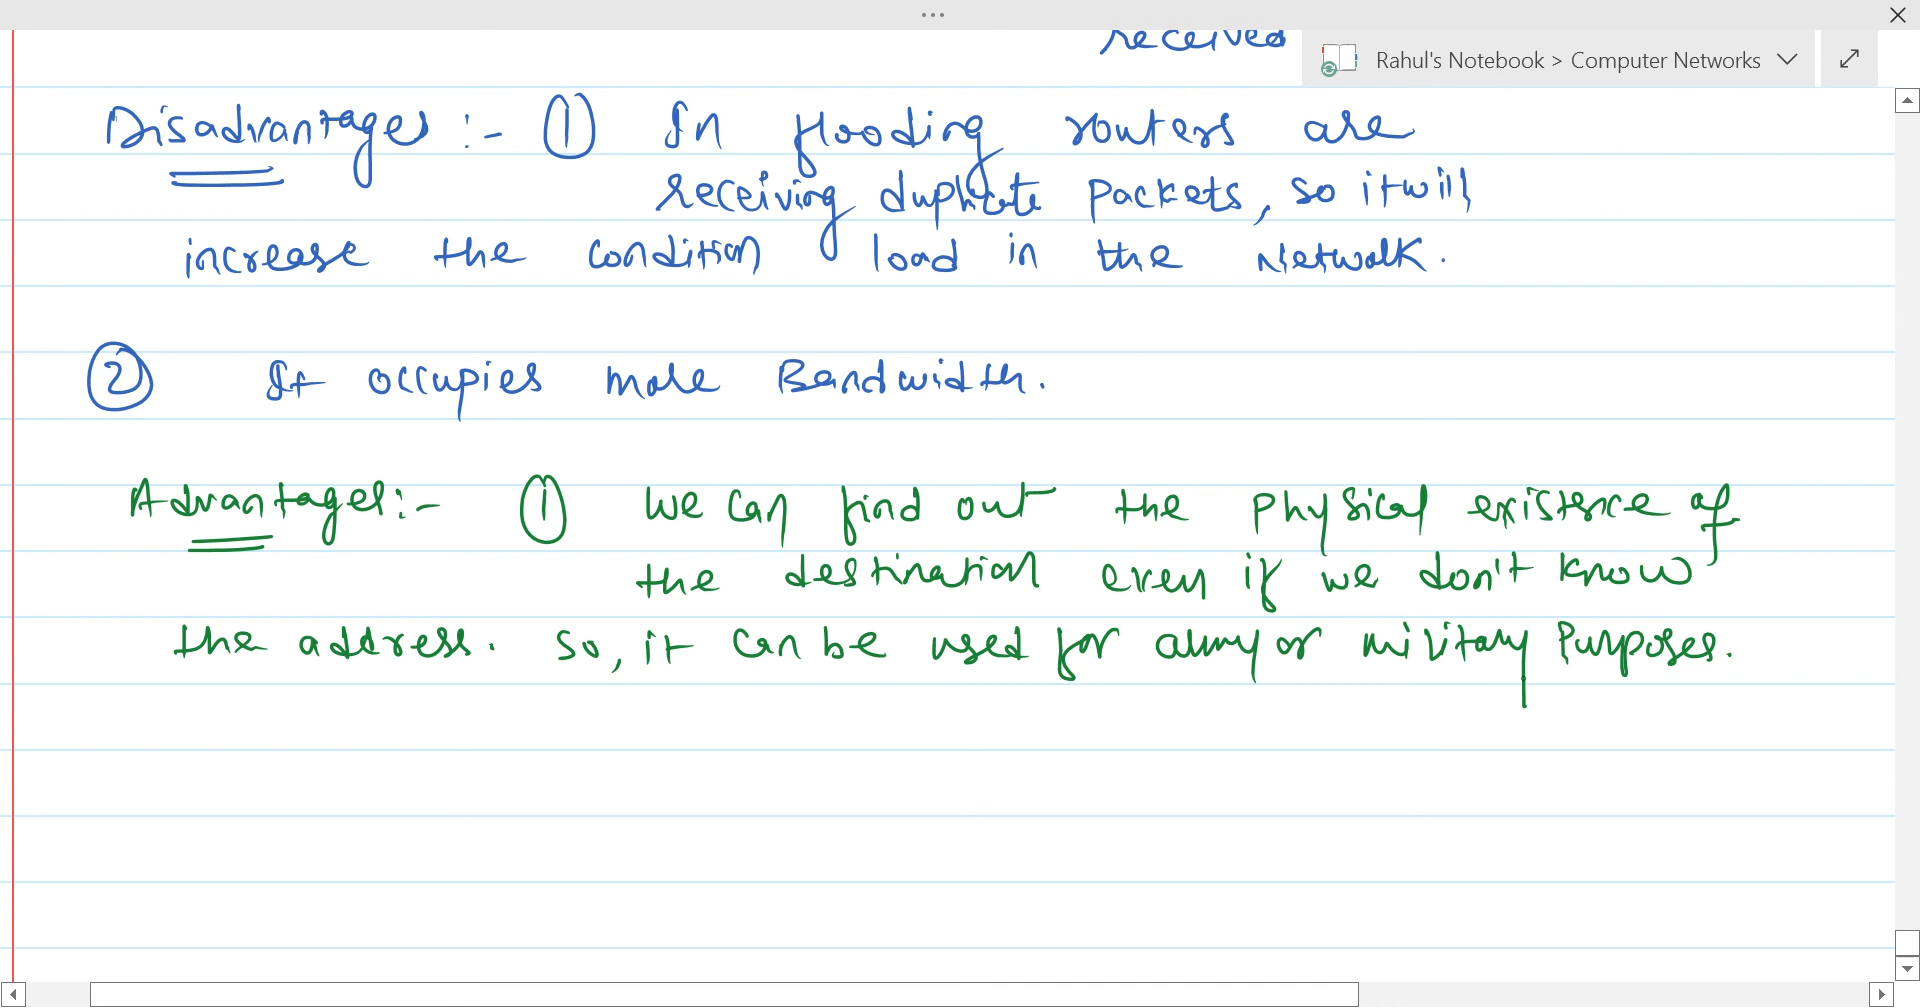 received
Rahul's Notebook > Computer Networks
Disadvantages :- ① In flooding routers are
receiving duplicate packets, so it will
increase the condition load in the Network.
② It occupies more Bandwidth.
Advantages :- ① we can find out the physical existence of
the destination even if we don't know
the address. So, it can be used for army or military Purposes.